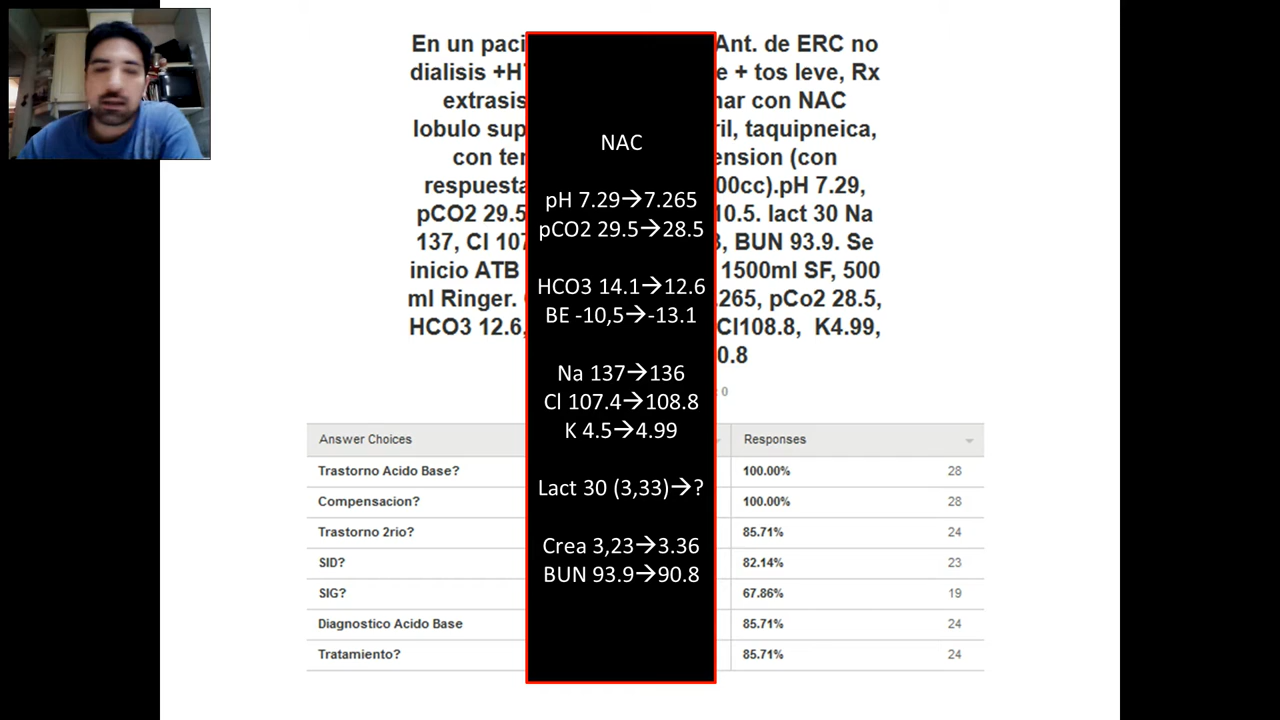 En un paci Ant. de ERC no
dialisis +H e + tos leve, Rx
extrasis nar con NAC
lobulo sup ril, taquipneica,
con ten ension (con
respuesta 00cc).pH 7.29,
pCO2 29.5 10.5. lact 30 Na
137, Cl 107 3, BUN 93.9. Se
inicio ATB 1500ml SF, 500
ml Ringer. .265, pCo2 28.5,
HCO3 12.6, Cl108.8, K4.99,
0.8
0
NAC
pH 7.29→7.265
pCO2 29.5→28.5
HCO3 14.1→12.6
BE -10,5→-13.1
Na 137→136
Cl 107.4→108.8
K 4.5→4.99
Lact 30 (3,33)→?
Crea 3,23→3.36
BUN 93.9→90.8
Answer Choices Responses
Trastorno Acido Base? 100.00% 28
Compensacion? 100.00% 28
Trastorno 2rio? 85.71% 24
SID? 82.14% 23
SIG? 67.86% 19
Diagnostico Acido Base 85.71% 24
Tratamiento? 85.71% 24